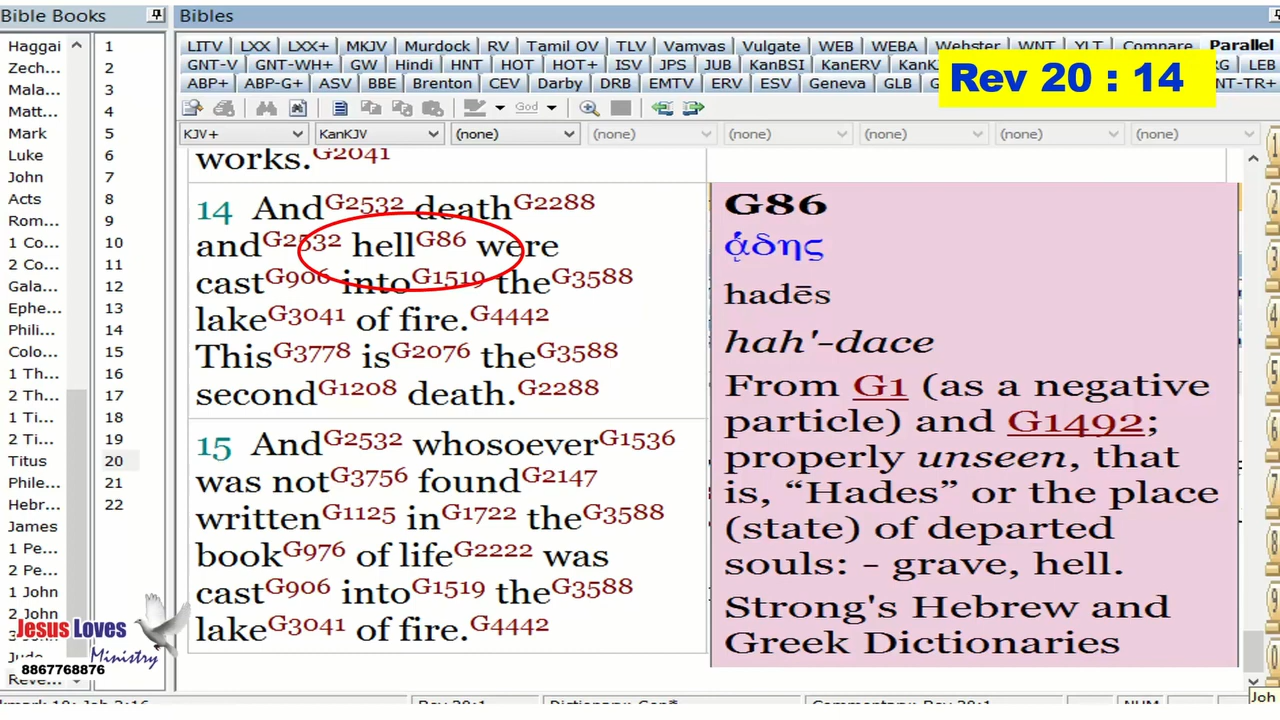 Bible Books
Bibles
Haggai
Zech...
Mala...
Matt...
Mark
Luke
John
Acts
Rom...
1 Co...
2 Co...
Gala...
Ephe...
Phili...
Colo...
1 Th...
2 Th...
1 Ti...
2 Ti...
Titus
Phile...
Hebr...
James
1 Pe...
2 Pe...
1 John
2 John
1
2
3
4
5
6
7
8
9
10
11
12
13
14
15
16
17
18
19
20
21
22
LITV LXX LXX+ MKJV Murdock RV Tamil OV TLV Vamvas Vulgate WEB WEBA Webster WNT YLT Compare Parallel
GNT-V GNT-WH+ GW Hindi HNT HOT HOT+ ISV JPS JUB KanBSI KanERV LEB
ABP+ ABP-G+ ASV BBE Brenton CEV Darby DRB EMTV ERV ESV Geneva GLB
Rev 20 : 14
God
KJV+ KanKJV (none) (none) (none) (none) (none) (none)
works.G2041
14 AndG2532 deathG2288
andG2532 hellG86 were
castG906 intoG1519 theG3588
lakeG3041 of fire.G4442
ThisG3778 isG2076 theG3588
secondG1208 death.G2288
15 AndG2532 whosoeverG1536
was notG3756 foundG2147
writtenG1125 inG1722 theG3588
bookG976 of lifeG2222 was
castG906 intoG1519 theG3588
lakeG3041 of fire.G4442
G86
ᾅδης
hadēs
hah'-dace
From G1 (as a negative
particle) and G1492;
properly unseen, that
is, “Hades” or the place
(state) of departed
souls: - grave, hell.
Strong's Hebrew and
Greek Dictionaries
Jesus Loves
Ministry
8867768876
Joh